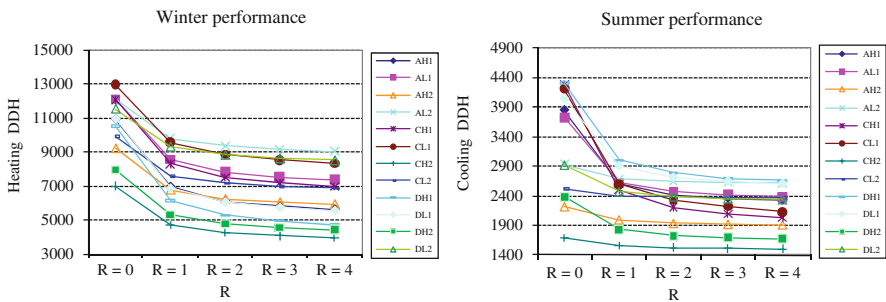 Winter performance
Heating DDH
15000
13000
11000
9000
7000
5000
3000
R = 0 R = 1 R = 2 R = 3 R = 4
R
AH1
AL1
AH2
AL2
CH1
CL1
CH2
CL2
DH1
DL1
DH2
DL2
Summer performance
Cooling DDH
4900
4400
3900
3400
2900
2400
1900
1400
R = 0 R = 1 R = 2 R = 3 R = 4
R
AH1
AL1
AH2
AL2
CH1
CL1
CH2
CL2
DH1
DL1
DH2
DL2